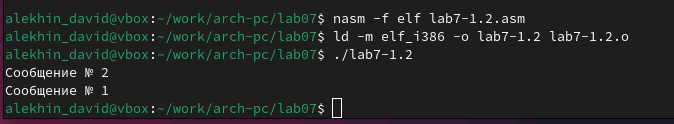 alekhin_david@vbox:~/work/arch-pc/lab07$ nasm -f elf lab7-1.2.asm
alekhin_david@vbox:~/work/arch-pc/lab07$ ld -m elf_i386 -o lab7-1.2 lab7-1.2.o
alekhin_david@vbox:~/work/arch-pc/lab07$ ./lab7-1.2
Сообщение № 2
Сообщение № 1
alekhin_david@vbox:~/work/arch-pc/lab07$